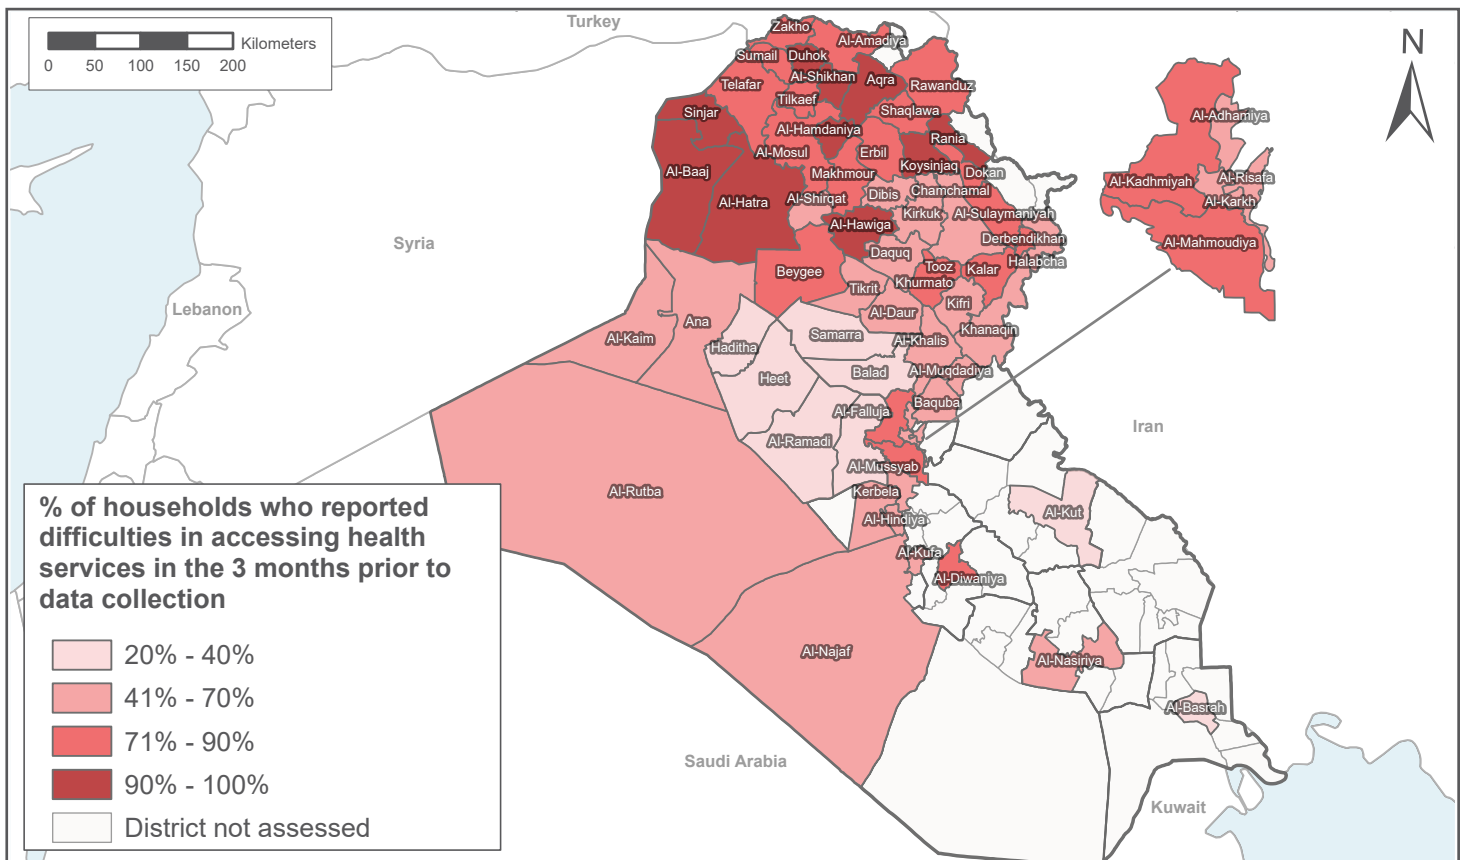 Turkey
Kilometers
0 50 100 150 200
N
Zakho
Al-Amadiya
Sumail
Duhok
Al-Shikhan
Aqra
Telafar
Rawanduz
Tilkaef
Shaqlawa
Sinjar
Al-Hamdaniya
Rania
Al-Mosul
Erbil
Koysinjaq
Al-Baaj
Makhmour
Dokan
Al-Hatra
Al-Shirqat
Dibis
Chamchamal
Kirkuk
Al-Sulaymaniyah
Al-Hawiga
Derbendikhan
Daquq
Halabcha
Beygee
Tooz
Khurmato
Kalar
Tikrit
Kifri
Al-Daur
Khanaqin
Al-Adhamiya
Al-Kadhmiyah
Al-Risafa
Al-Karkh
Al-Mahmoudiya
Syria
Lebanon
Ana
Al-Kaim
Haditha
Samarra
Al-Khalis
Heet
Balad
Al-Muqdadiya
Al-Falluja
Baquba
Iran
Al-Ramadi
Al-Mussyab
Al-Rutba
Kerbela
Al-Hindiya
Al-Kut
Al-Kufa
Al-Diwaniya
Al-Najaf
Al-Nasiriya
Al-Basrah
Saudi Arabia
Kuwait
% of households who reported
difficulties in accessing health
services in the 3 months prior to
data collection
20% - 40%
41% - 70%
71% - 90%
90% - 100%
District not assessed